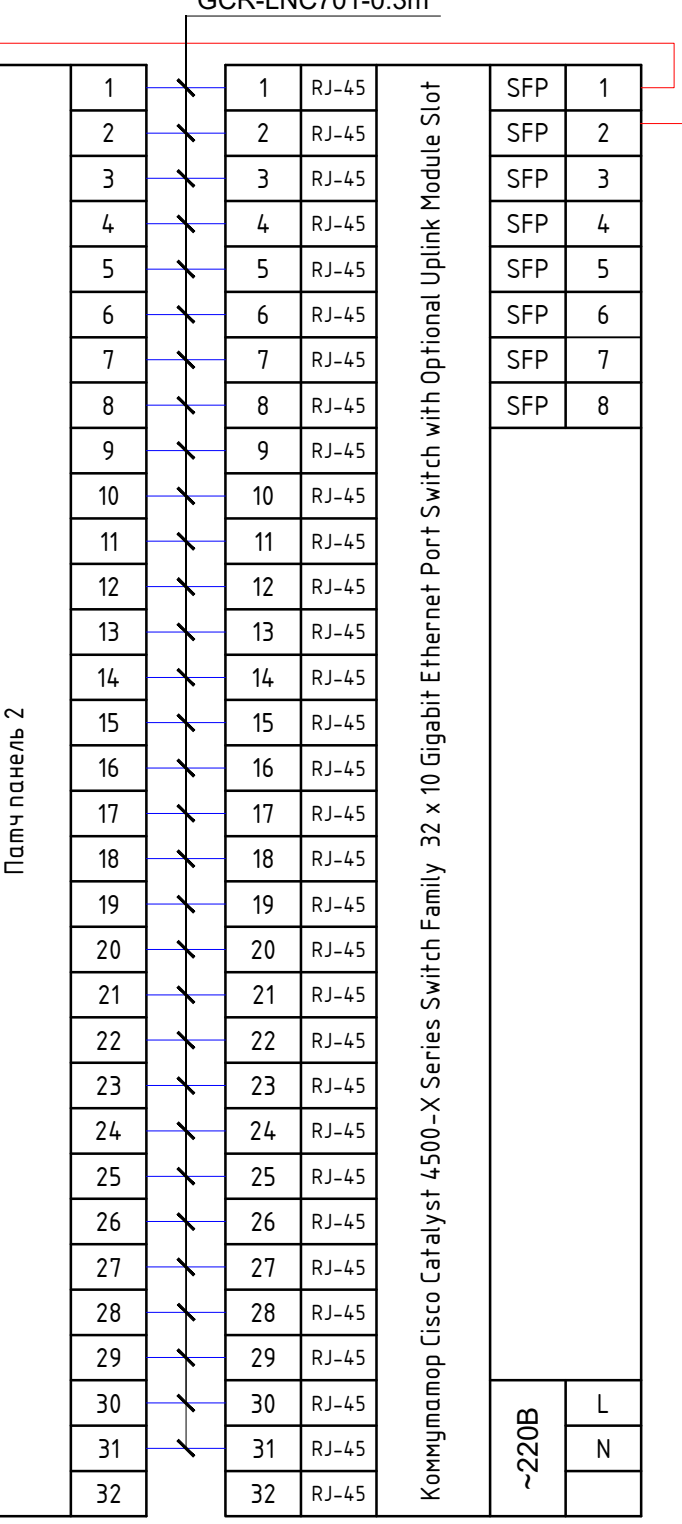 GCR-LNC701-0.3m
1 1 RJ-45 SFP 1
2 2 RJ-45 SFP 2
3 3 RJ-45 SFP 3
4 4 RJ-45 SFP 4
5 5 RJ-45 SFP 5
6 6 RJ-45 SFP 6
7 7 RJ-45 SFP 7
8 8 RJ-45 SFP 8
9 9 RJ-45
10 10 RJ-45
11 11 RJ-45
12 12 RJ-45
13 13 RJ-45
14 14 RJ-45
15 15 RJ-45
16 16 RJ-45
17 17 RJ-45
18 18 RJ-45
19 19 RJ-45
20 20 RJ-45
21 21 RJ-45
22 22 RJ-45
23 23 RJ-45
24 24 RJ-45
25 25 RJ-45
26 26 RJ-45
27 27 RJ-45
28 28 RJ-45
29 29 RJ-45
30 30 RJ-45 L
31 31 RJ-45 N
32 32 RJ-45
Патч панель 2
Коммутатор Cisco Catalyst 4500-X Series Switch Family 32 x 10 Gigabit Ethernet Port Switch with Optional Uplink Module Slot
~220В